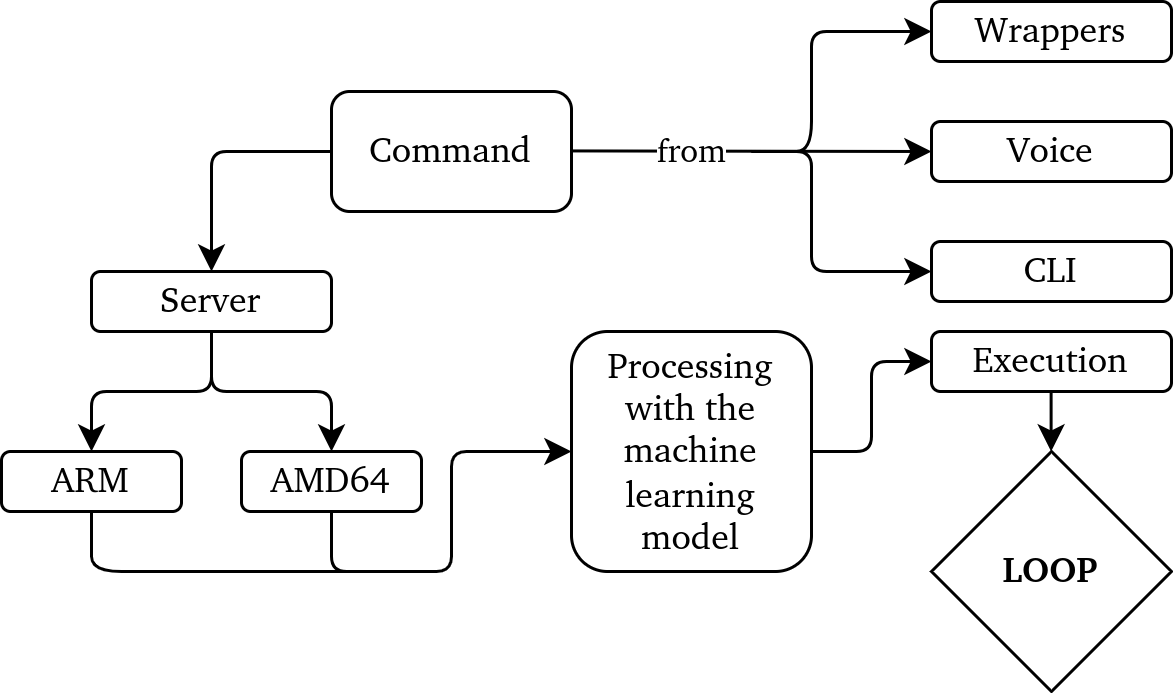 Wrappers
Command
from
Voice
CLI
Server
Execution
Processing
with the
machine
learning
model
ARM
AMD64
LOOP